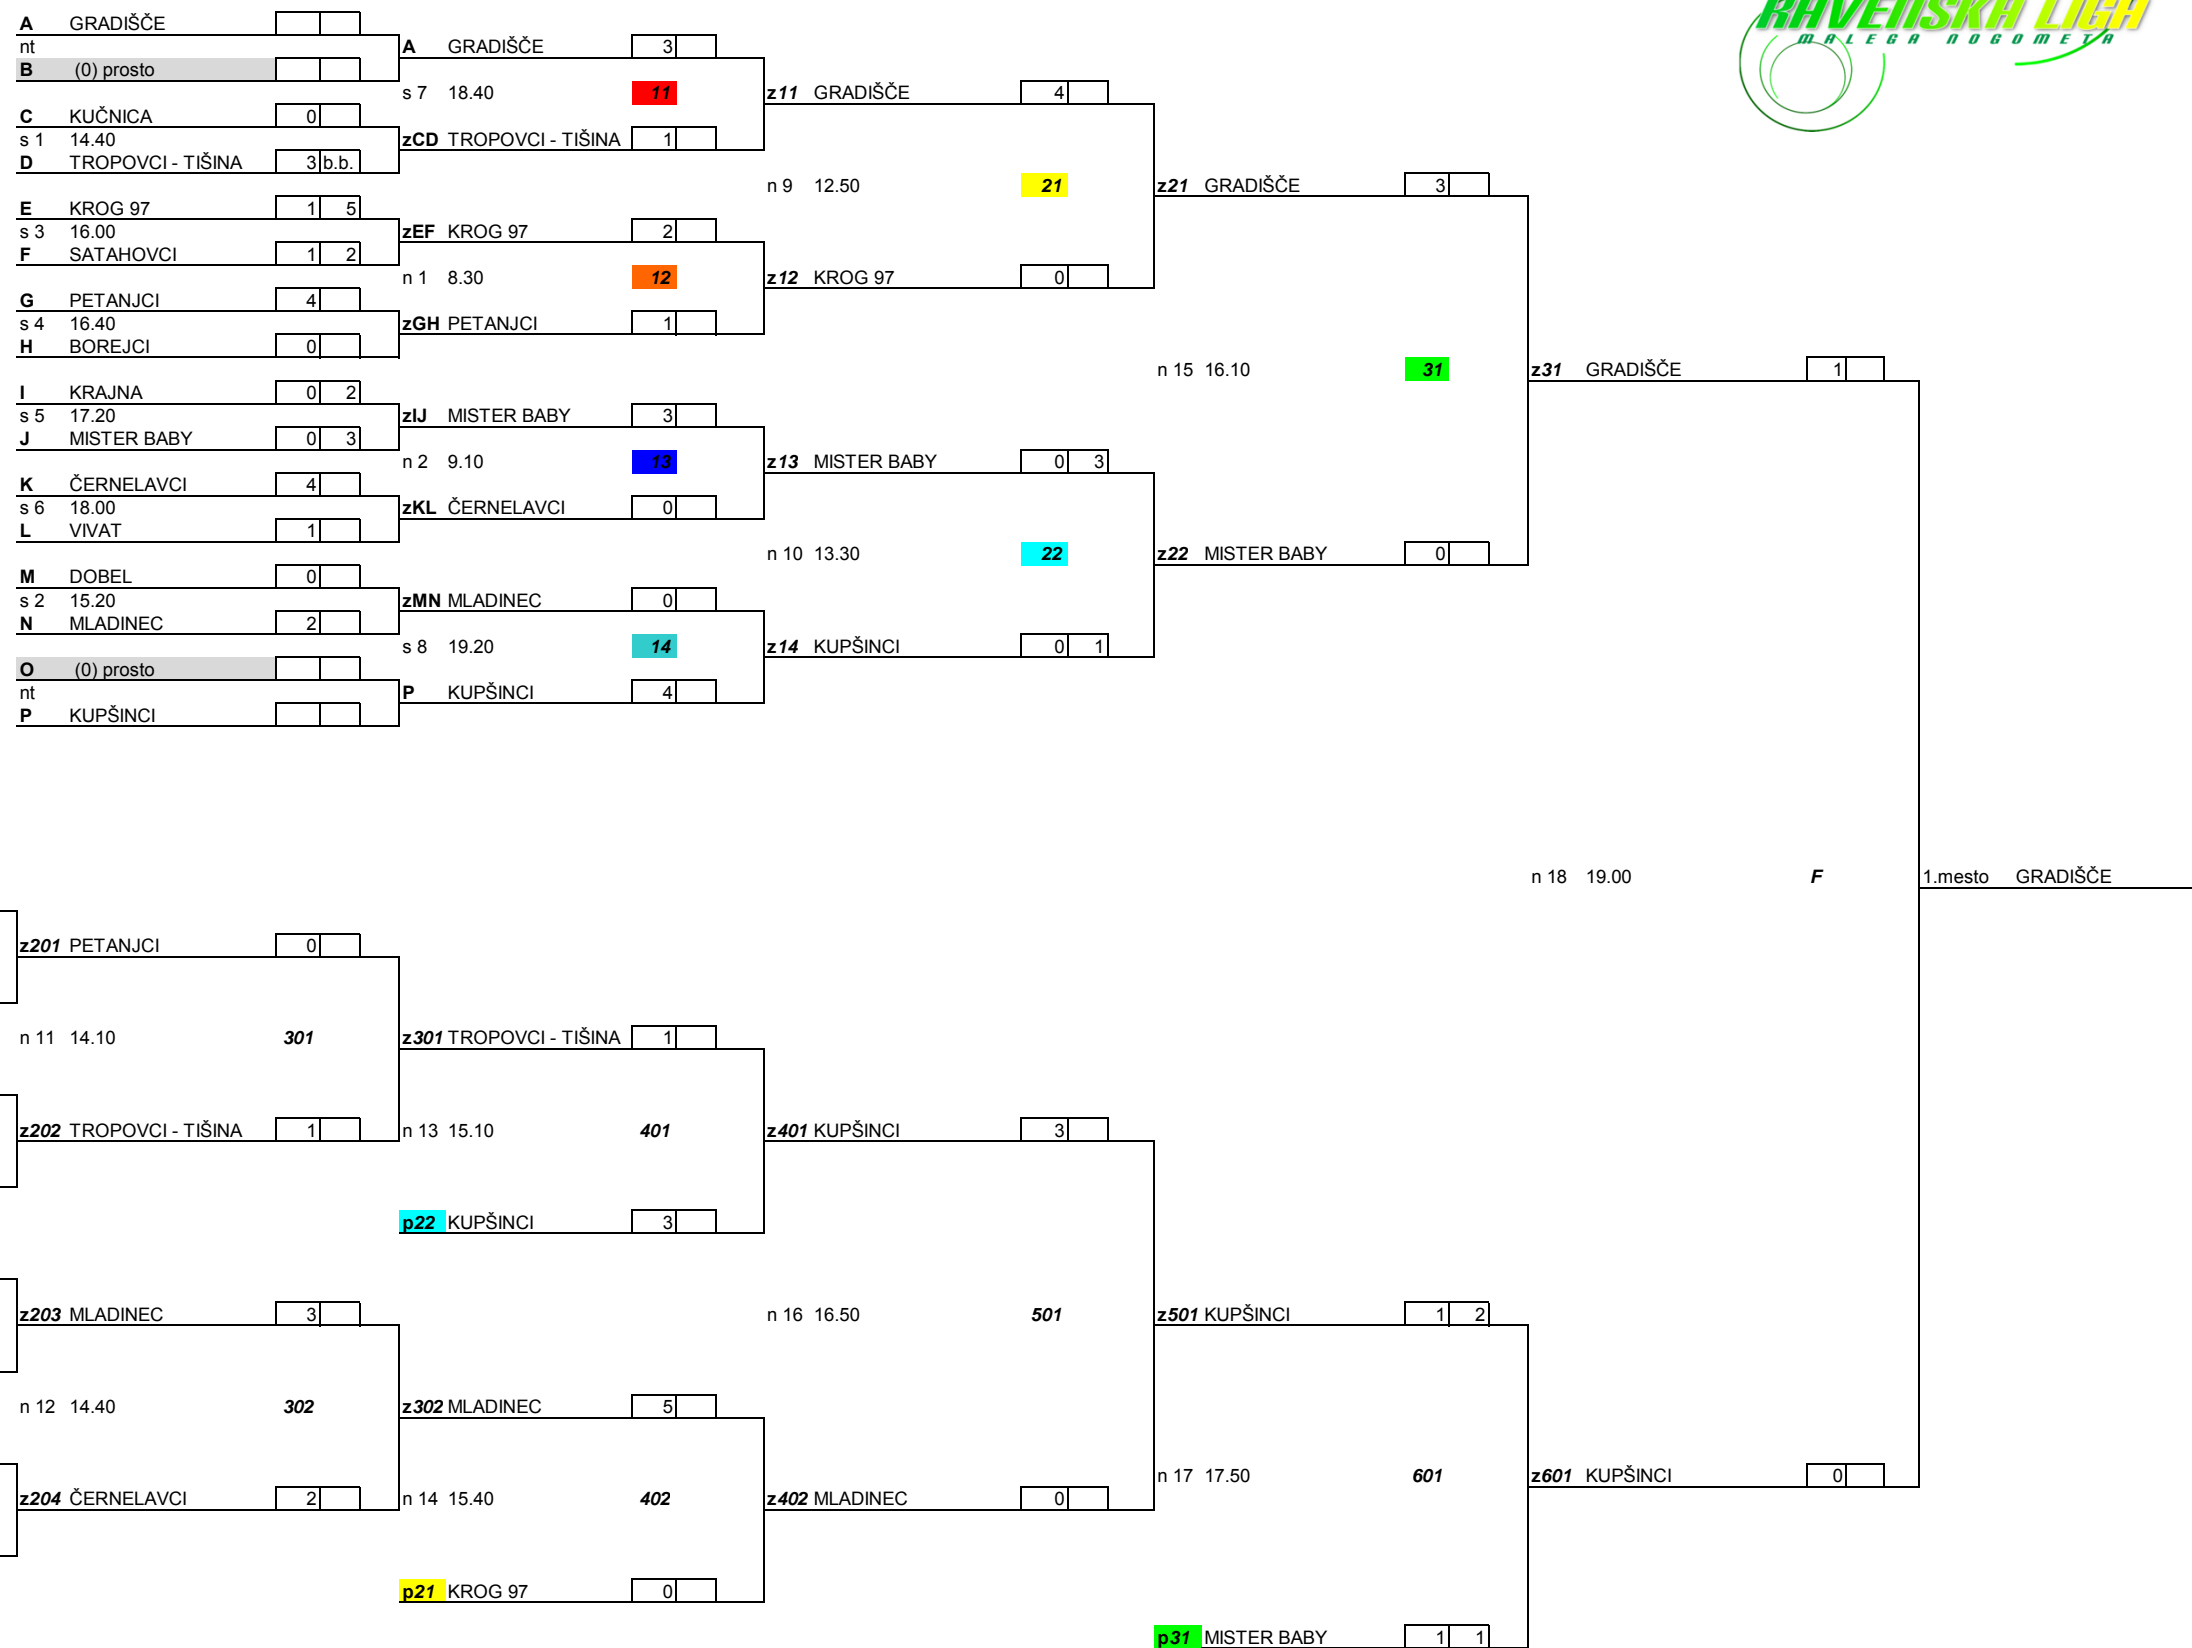 RAVENSKA LIGA
MALEGA NOGOMETA
A GRADIŠČE
nt
B (0) prosto
C KUČNICA 0
s 1 14.40
D TROPOVCI - TIŠINA 3 b.b.
E KROG 97 1 5
s 3 16.00
F SATAHOVCI 1 2
G PETANJCI 4
s 4 16.40
H BOREJCI 0
I KRAJNA 0 2
s 5 17.20
J MISTER BABY 0 3
K ČERNELAVCI 4
s 6 18.00
L VIVAT 1
M DOBEL 0
s 2 15.20
N MLADINEC 2
O (0) prosto
nt
P KUPŠINCI
A GRADIŠČE 3
s 7 18.40 11
zCD TROPOVCI - TIŠINA 1
zEF KROG 97 2
n 1 8.30 12
zGH PETANJCI 1
zIJ MISTER BABY 3
n 2 9.10 13
zKL ČERNELAVCI 0
zMN MLADINEC 0
s 8 19.20 14
P KUPŠINCI 4
z11 GRADIŠČE 4
n 9 12.50 21
z12 KROG 97 0
z13 MISTER BABY 0 3
n 10 13.30 22
z14 KUPŠINCI 0 1
z21 GRADIŠČE 3
n 15 16.10 31
z22 MISTER BABY 0
z31 GRADIŠČE 1
n 18 19.00 F
1.mesto GRADIŠČE
z201 PETANJCI 0
n 11 14.10 301
z202 TROPOVCI - TIŠINA 1
z203 MLADINEC 3
n 12 14.40 302
z204 ČERNELAVCI 2
z301 TROPOVCI - TIŠINA 1
n 13 15.10 401
p22 KUPŠINCI 3
z302 MLADINEC 5
n 14 15.40 402
p21 KROG 97 0
z401 KUPŠINCI 3
n 16 16.50 501
z402 MLADINEC 0
z501 KUPŠINCI 1 2
n 17 17.50 601
p31 MISTER BABY 1 1
z601 KUPŠINCI 0